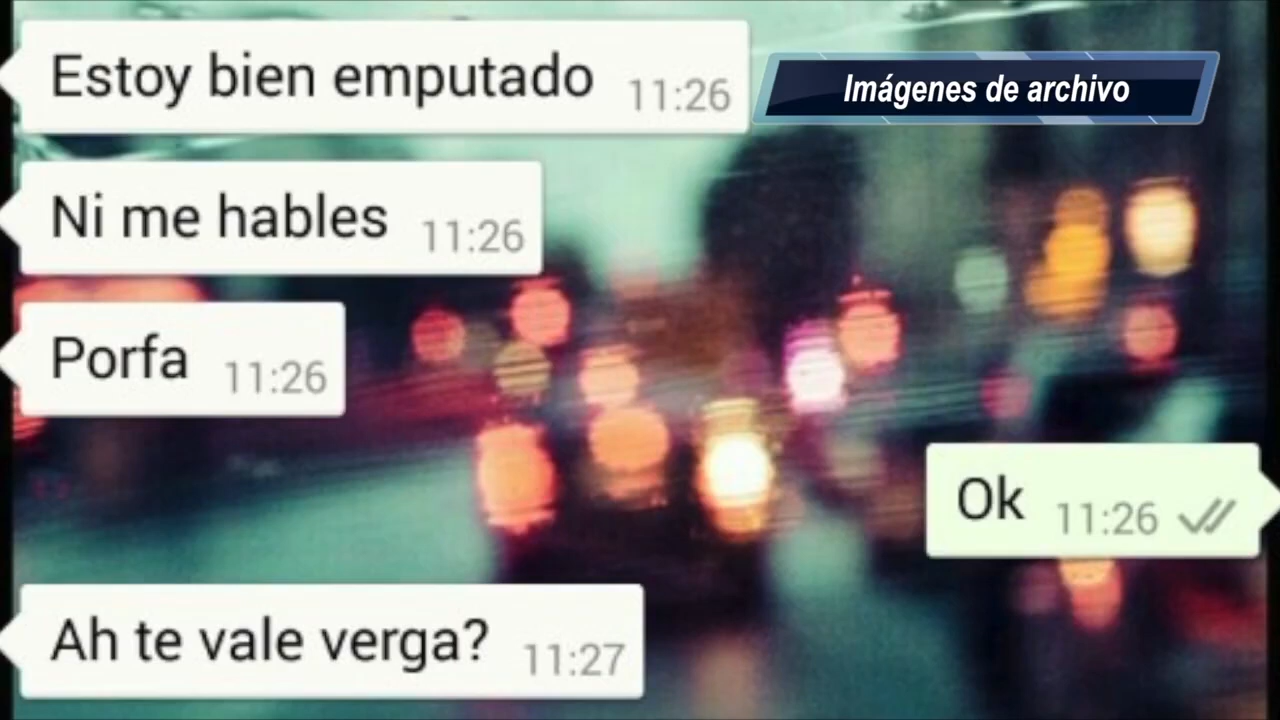 Estoy bien emputado 11:26
Imágenes de archivo
Ni me hables 11:26
Porfa 11:26
Ok 11:26
Ah te vale verga? 11:27